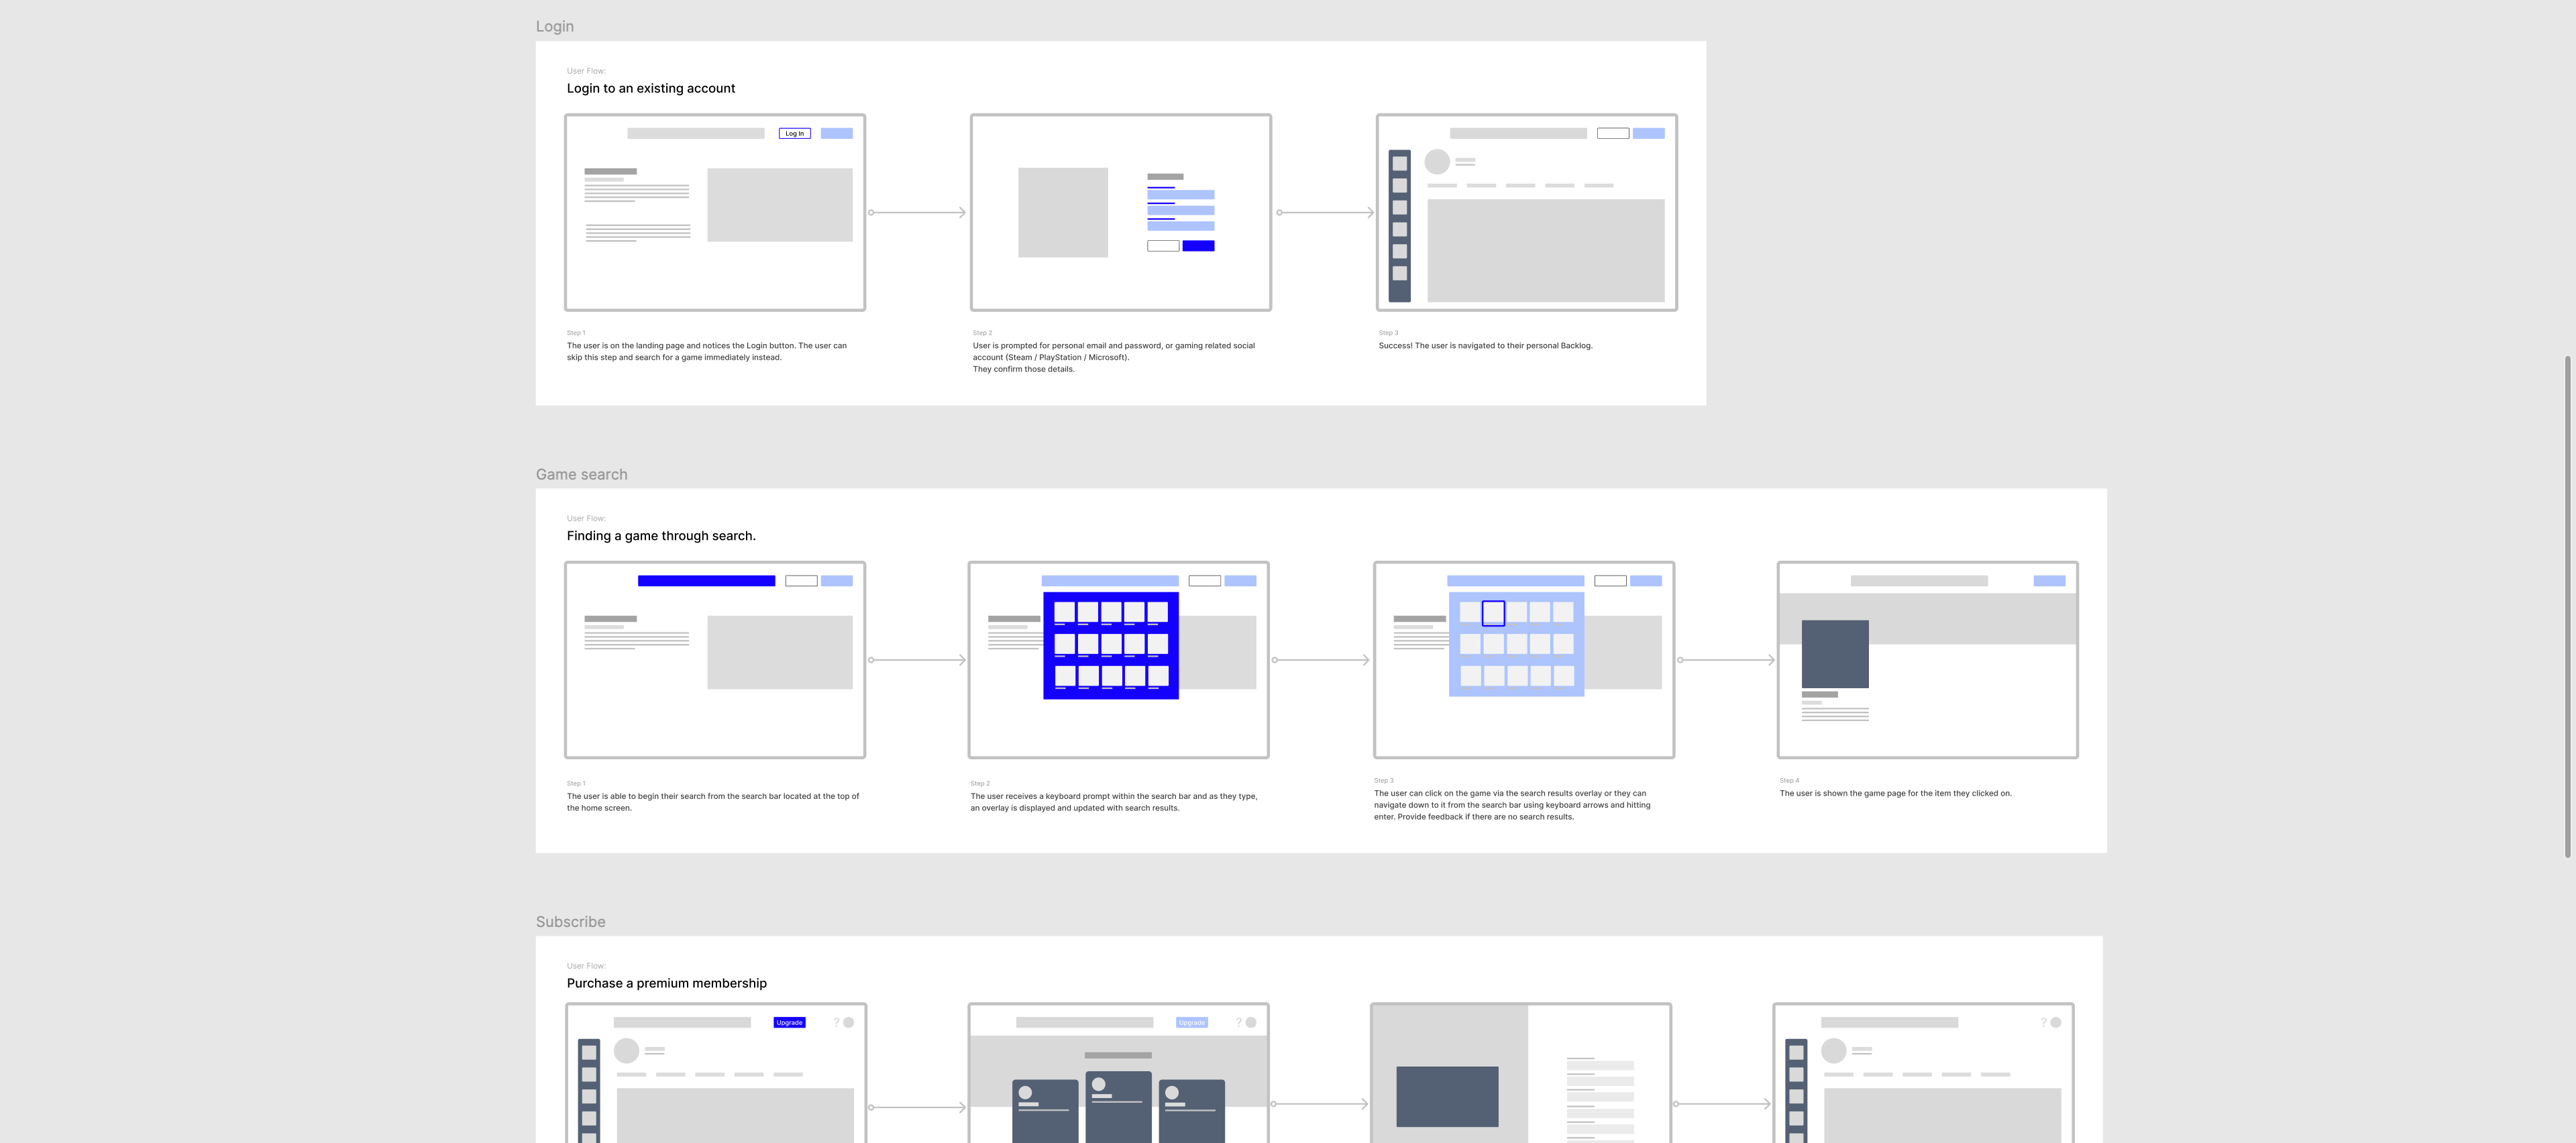 Login
User Flow:
Login to an existing account
Log In
Step 1
The user is on the landing page and notices the Login button. The user can
skip this step and search for a game immediately instead.
Step 2
User is prompted for personal email and password, or gaming related social
account (Steam / PlayStation / Microsoft).
They confirm those details.
Step 3
Success! The user is navigated to their personal Backlog.
Game search
User Flow:
Finding a game through search.
Step 1
The user is able to begin their search from the search bar located at the top of
the home screen.
Step 2
The user receives a keyboard prompt within the search bar and as they type,
an overlay is displayed and updated with search results.
Step 3
The user can click on the game via the search results overlay or they can
navigate down to it from the search bar using keyboard arrows and hitting
enter. Provide feedback if there are no search results.
Step 4
The user is shown the game page for the item they clicked on.
Subscribe
User Flow:
Purchase a premium membership
Upgrade
?
Upgrade
?
?